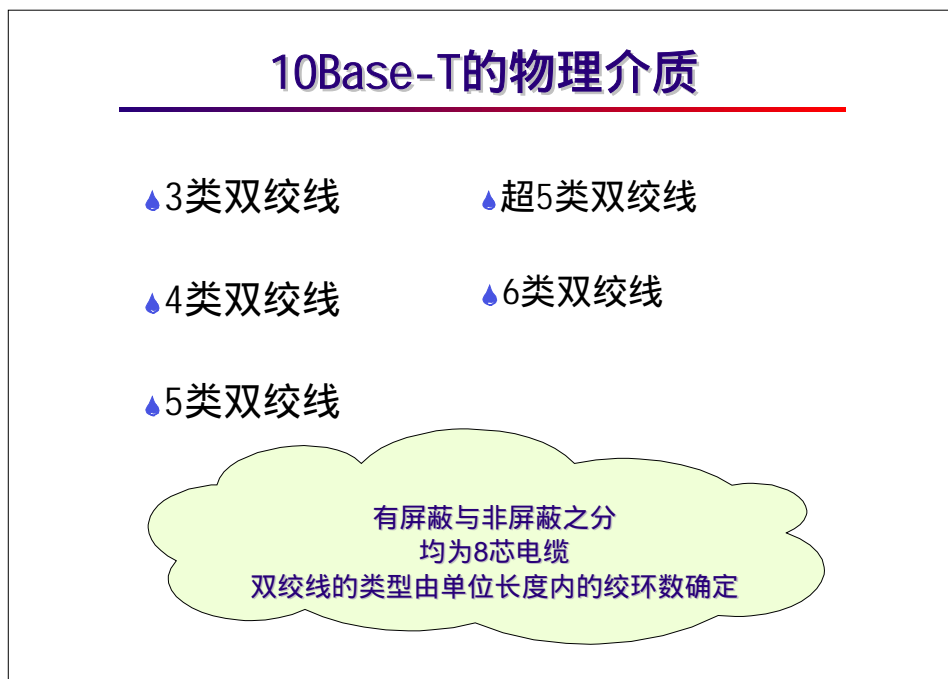 10Base-T的物理介质
3类双绞线
4类双绞线
5类双绞线
超5类双绞线
6类双绞线
有屏蔽与非屏蔽之分
均为8芯电缆
双绞线的类型由单位长度内的绞环数确定